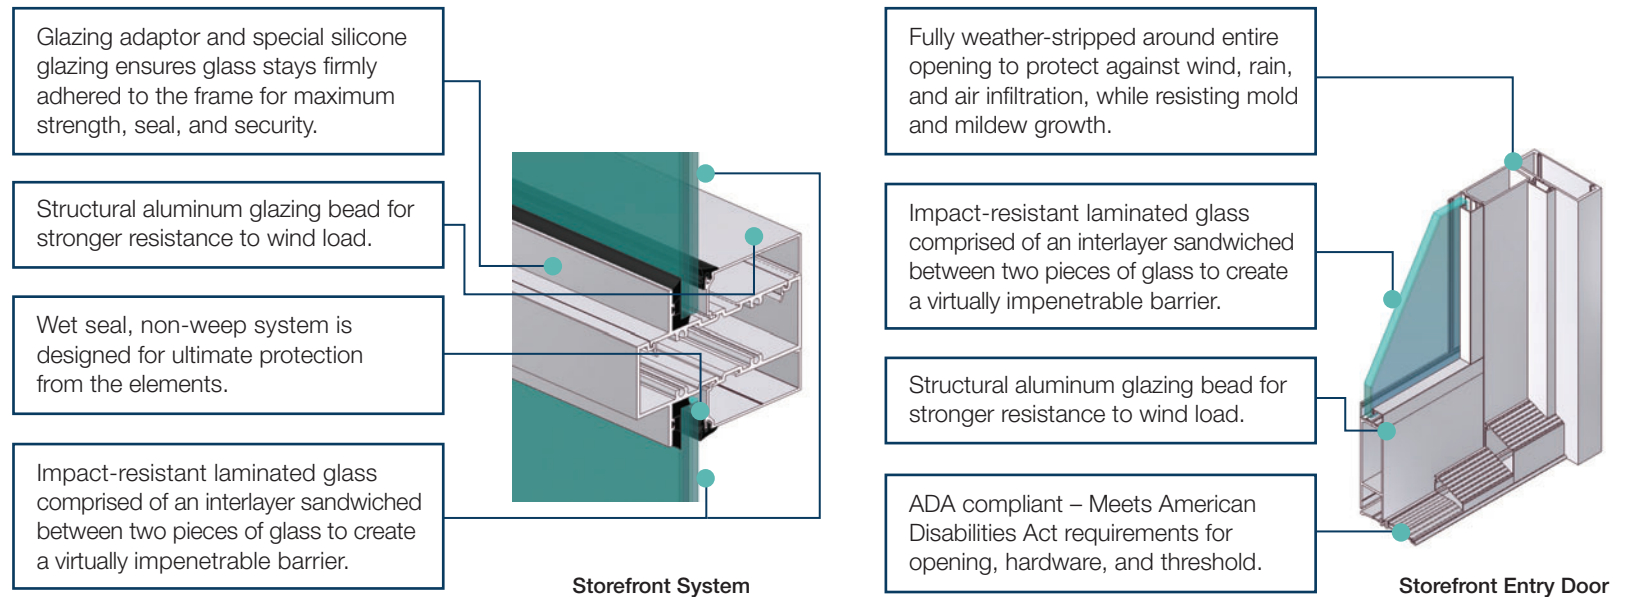 Glazing adaptor and special silicone
glazing ensures glass stays firmly
adhered to the frame for maximum
strength, seal, and security.
Structural aluminum glazing bead for
stronger resistance to wind load.
Wet seal, non-weep system is
designed for ultimate protection
from the elements.
Impact-resistant laminated glass
comprised of an interlayer sandwiched
between two pieces of glass to create
a virtually impenetrable barrier.
Storefront System
Fully weather-stripped around entire
opening to protect against wind, rain,
and air infiltration, while resisting mold
and mildew growth.
Impact-resistant laminated glass
comprised of an interlayer sandwiched
between two pieces of glass to create
a virtually impenetrable barrier.
Structural aluminum glazing bead for
stronger resistance to wind load.
ADA compliant – Meets American
Disabilities Act requirements for
opening, hardware, and threshold.
Storefront Entry Door